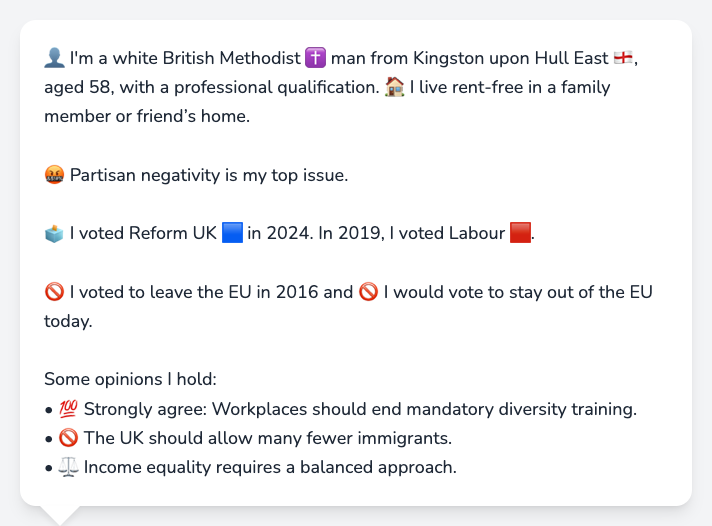 👤 I'm a white British Methodist ✝️ man from Kingston upon Hull East 🏴󠁧󠁢󠁥󠁮󠁧󠁿,
aged 58, with a professional qualification. 🏠 I live rent-free in a family
member or friend’s home.
🤬 Partisan negativity is my top issue.
🗳️ I voted Reform UK 🟦 in 2024. In 2019, I voted Labour 🟥.
🚫 I voted to leave the EU in 2016 and 🚫 I would vote to stay out of the EU
today.
Some opinions I hold:
• 💯 Strongly agree: Workplaces should end mandatory diversity training.
• 🚫 The UK should allow many fewer immigrants.
• ⚖️ Income equality requires a balanced approach.